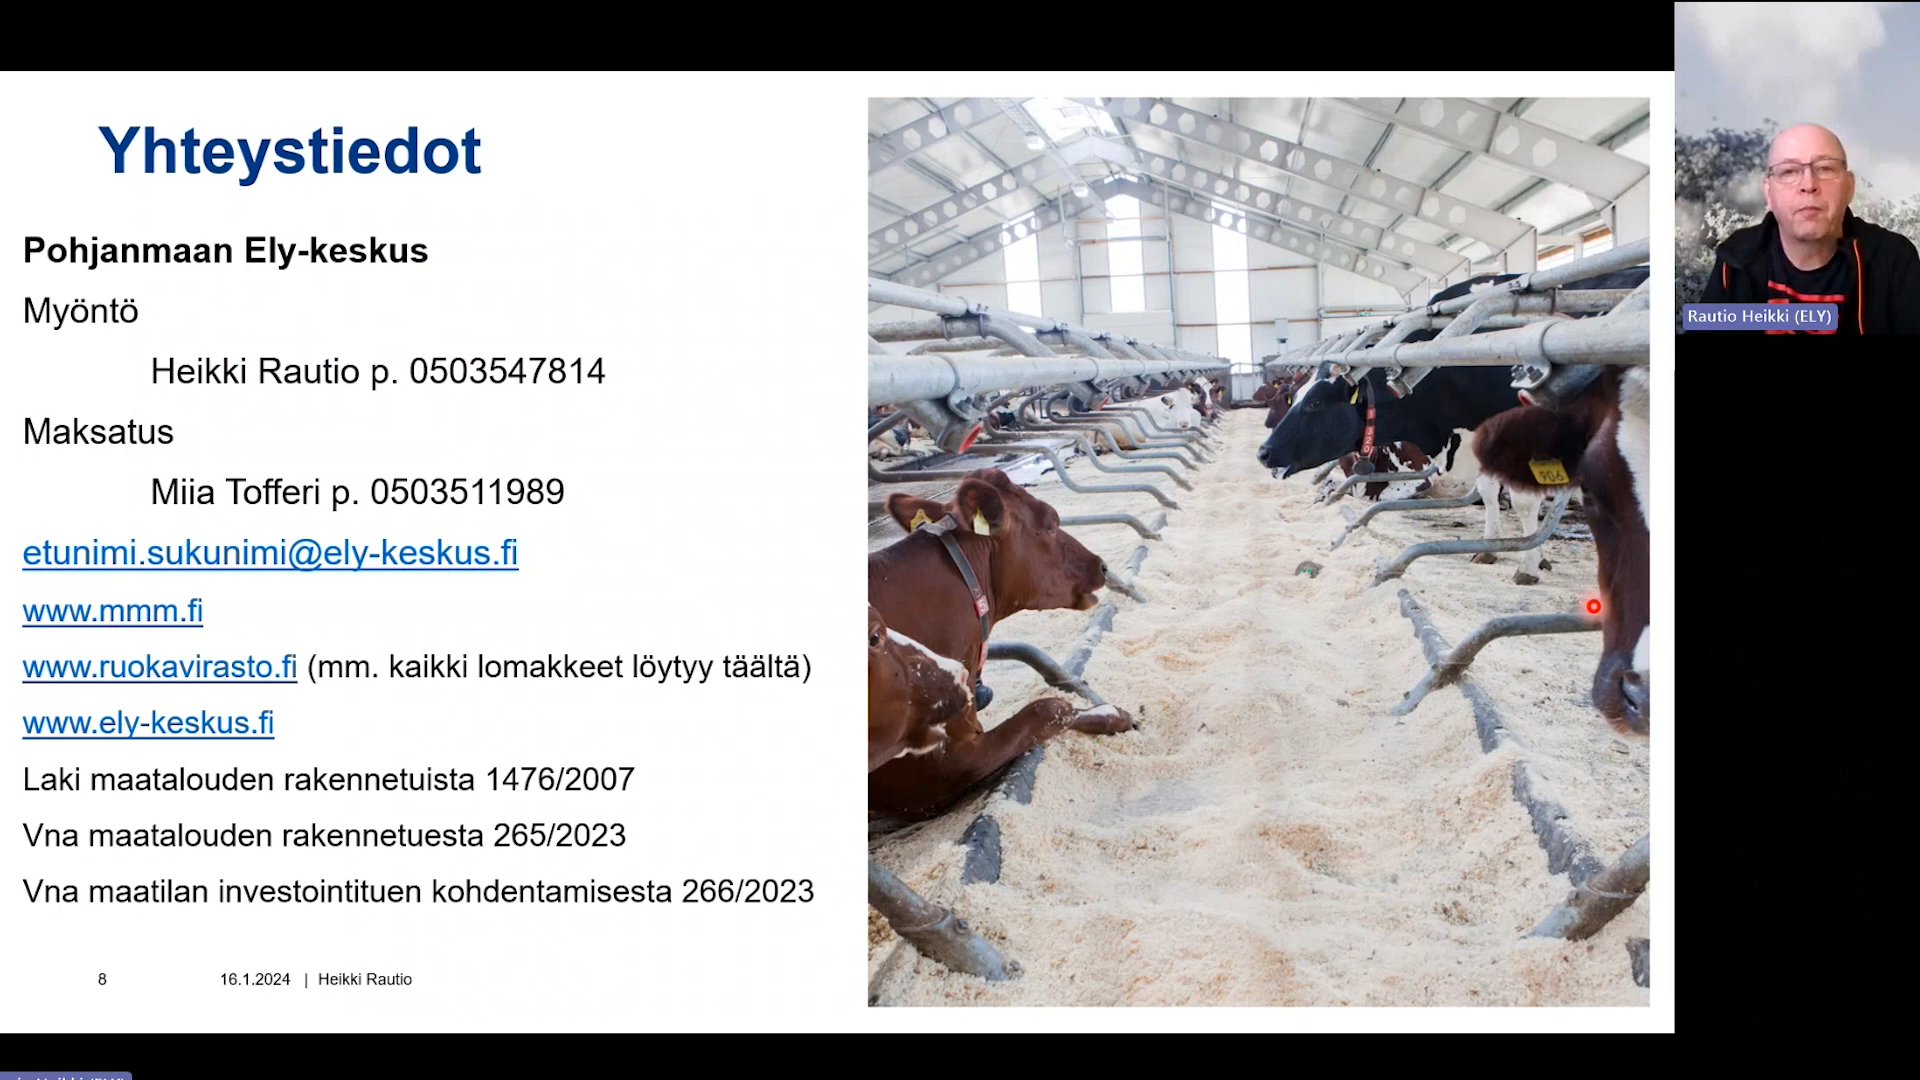 Yhteystiedot
Pohjanmaan Ely-keskus
Myöntö
Heikki Rautio p. 0503547814
Maksatus
Miia Tofferi p. 0503511989
etunimi.sukunimi@ely-keskus.fi
www.mmm.fi
www.ruokavirasto.fi (mm. kaikki lomakkeet löytyy täältä)
www.ely-keskus.fi
Laki maatalouden rakennetuista 1476/2007
Vna maatalouden rakennetuesta 265/2023
Vna maatilan investointituen kohdentamisesta 266/2023
8 16.1.2024 | Heikki Rautio
1320
906
Rautio Heikki (ELY)